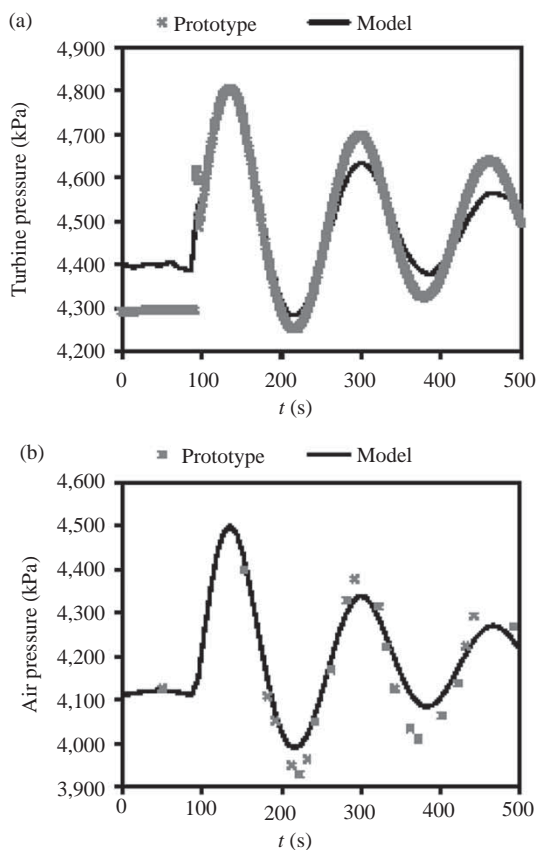 (a)
Prototype Model
Turbine pressure (kPa)
4,900
4,800
4,700
4,600
4,500
4,400
4,300
4,200
0 100 200 300 400 500
t (s)
(b)
Prototype Model
Air pressure (kPa)
4,600
4,500
4,400
4,300
4,200
4,100
4,000
3,900
0 100 200 300 400 500
t (s)